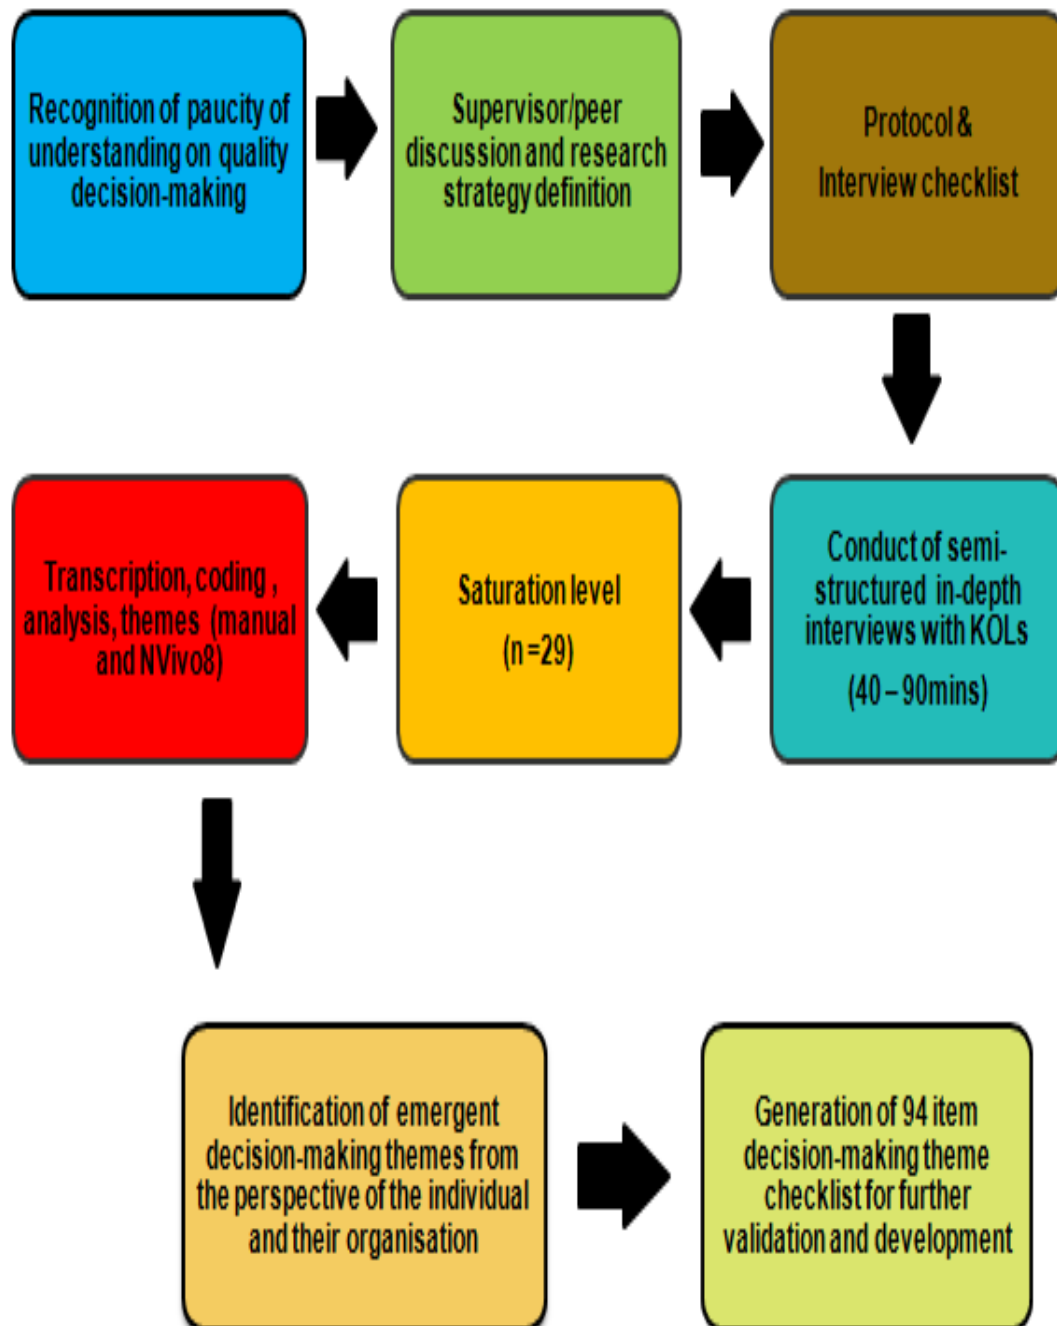 Recognition of paucity of
understanding on quality
decision-making
Supervisor/peer
discussion and research
strategy definition
Protocol &
Interview checklist
Conduct of semi-
structured in-depth
interviews with KOLs
(40 – 90mins)
Saturation level
(n =29)
Transcription, coding ,
analysis, themes (manual
and NVivo8)
Identification of emergent
decision-making themes from
the perspective of the individual
and their organisation
Generation of 94 item
decision-making theme
checklist for further
validation and development